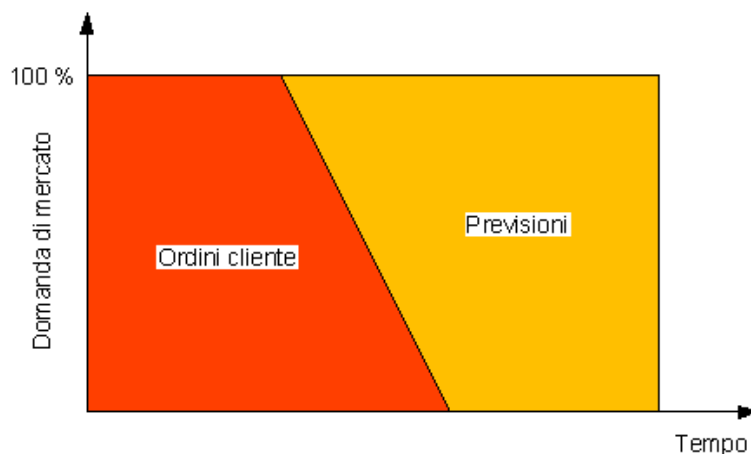 100 %
Domanda di mercato
Ordini cliente
Previsioni
Tempo